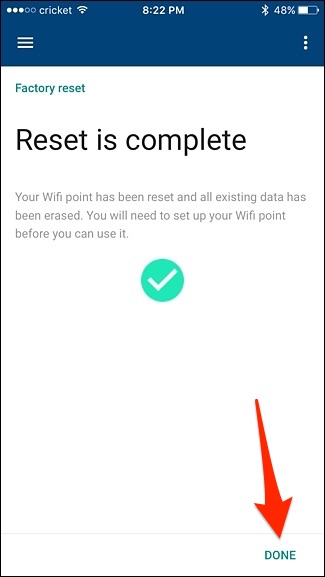 cricket 8:22 PM 48%
Factory reset
Reset is complete
Your Wifi point has been reset and all existing data has
been erased. You will need to set up your Wifi point
before you can use it.
DONE